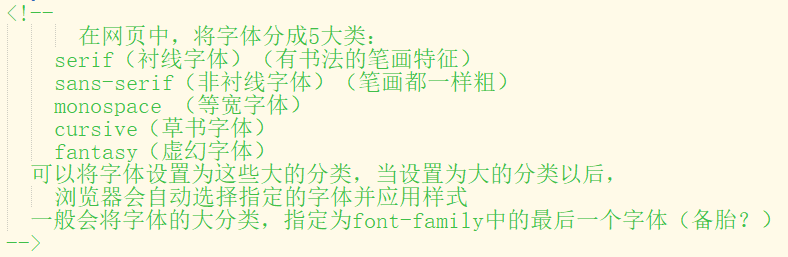 <!--
在网页中，将字体分成5大类：
serif（衬线字体）（有书法的笔画特征）
sans-serif（非衬线字体）（笔画都一样粗）
monospace （等宽字体）
cursive（草书字体）
fantasy（虚幻字体）
可以将字体设置为这些大的分类，当设置为大的分类以后，
浏览器会自动选择指定的字体并应用样式
一般会将字体的大分类，指定为font-family中的最后一个字体（备胎？）
-->